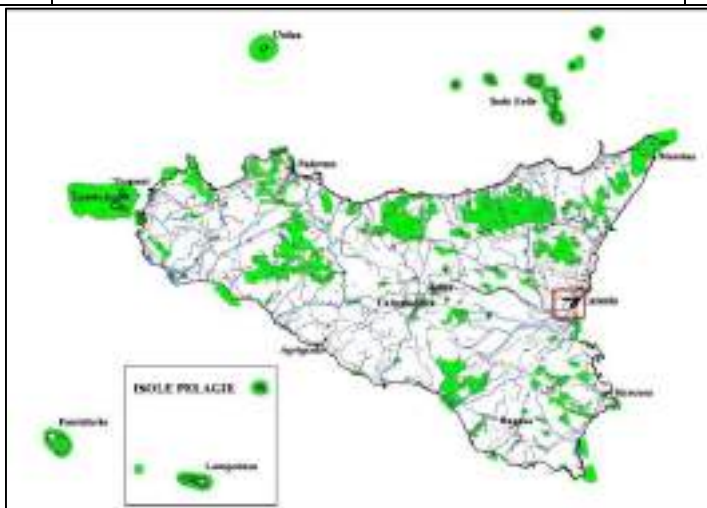 Ustica
Isole Eolie
Palermo
Messina
Trapani
Enna
Caltanissetta
Catania
Agrigento
ISOLE PELAGIE
Siracusa
Ragusa
Pantelleria
Lampedusa